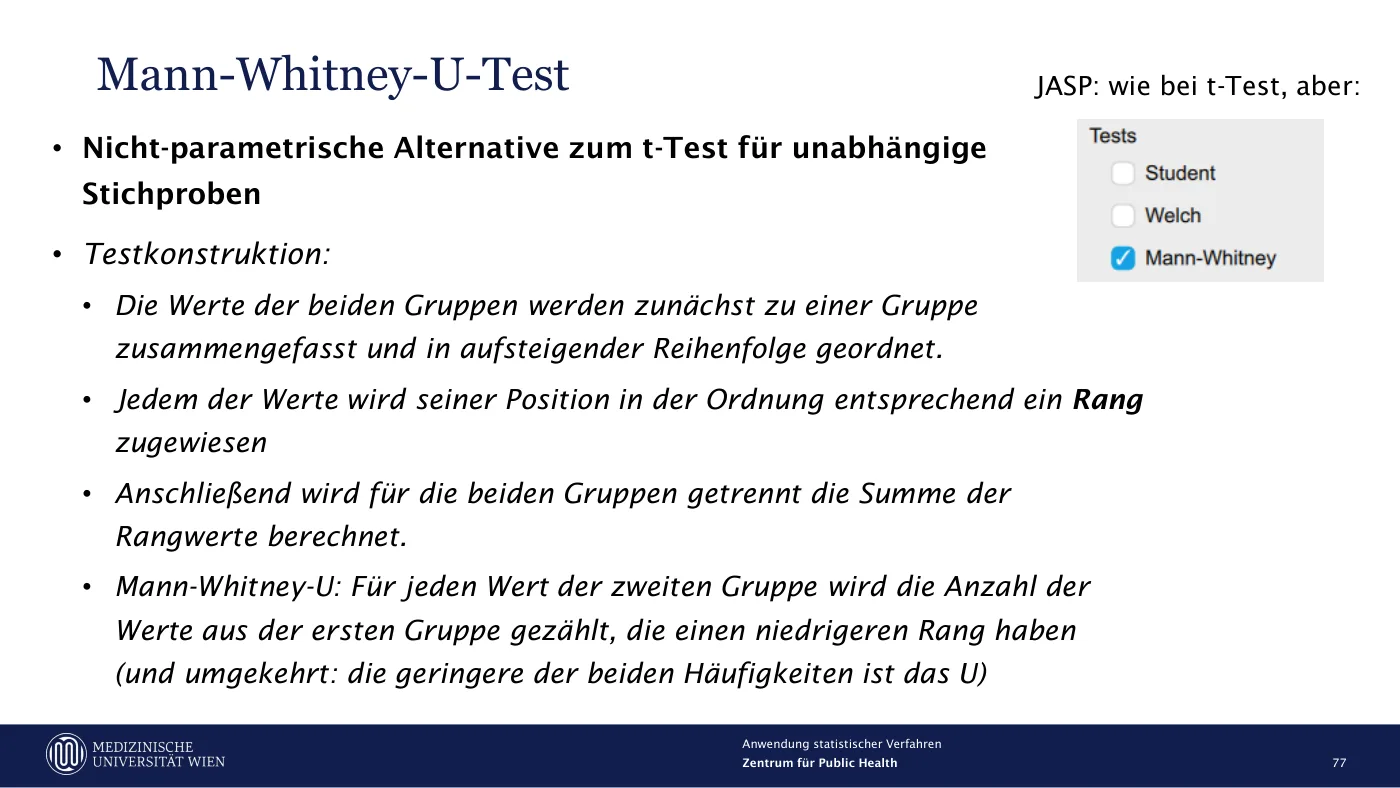 Mann-Whitney-U-Test
JASP: wie bei t-Test, aber:
Tests
Student
Welch
Mann-Whitney
• Nicht-parametrische Alternative zum t-Test für unabhängige
Stichproben
• Testkonstruktion:
• Die Werte der beiden Gruppen werden zunächst zu einer Gruppe
zusammengefasst und in aufsteigender Reihenfolge geordnet.
• Jedem der Werte wird seiner Position in der Ordnung entsprechend ein Rang
zugewiesen
• Anschließend wird für die beiden Gruppen getrennt die Summe der
Rangwerte berechnet.
• Mann-Whitney-U: Für jeden Wert der zweiten Gruppe wird die Anzahl der
Werte aus der ersten Gruppe gezählt, die einen niedrigeren Rang haben
(und umgekehrt: die geringere der beiden Häufigkeiten ist das U)
MEDIZINISCHE
UNIVERSITÄT WIEN
Anwendung statistischer Verfahren
Zentrum für Public Health
77